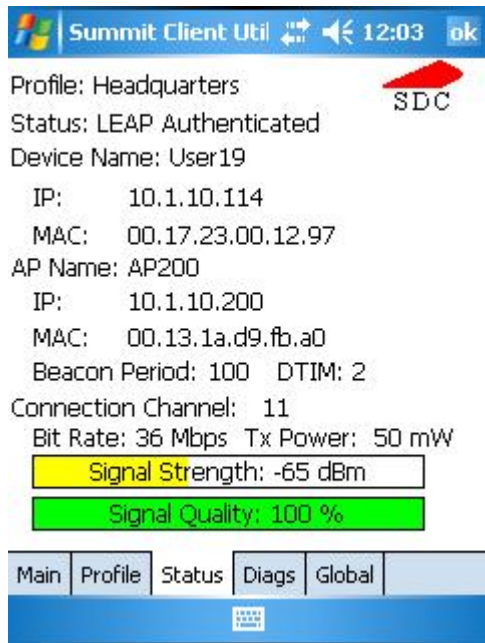 Summit Client Util 12:03 ok
Profile: Headquarters
SDC
Status: LEAP Authenticated
Device Name: User19
IP: 10.1.10.114
MAC: 00.17.23.00.12.97
AP Name: AP200
IP: 10.1.10.200
MAC: 00.13.1a.d9.fb.a0
Beacon Period: 100 DTIM: 2
Connection Channel: 11
Bit Rate: 36 Mbps Tx Power: 50 mW
Signal Strength: -65 dBm
Signal Quality: 100 %
Main Profile Status Diags Global